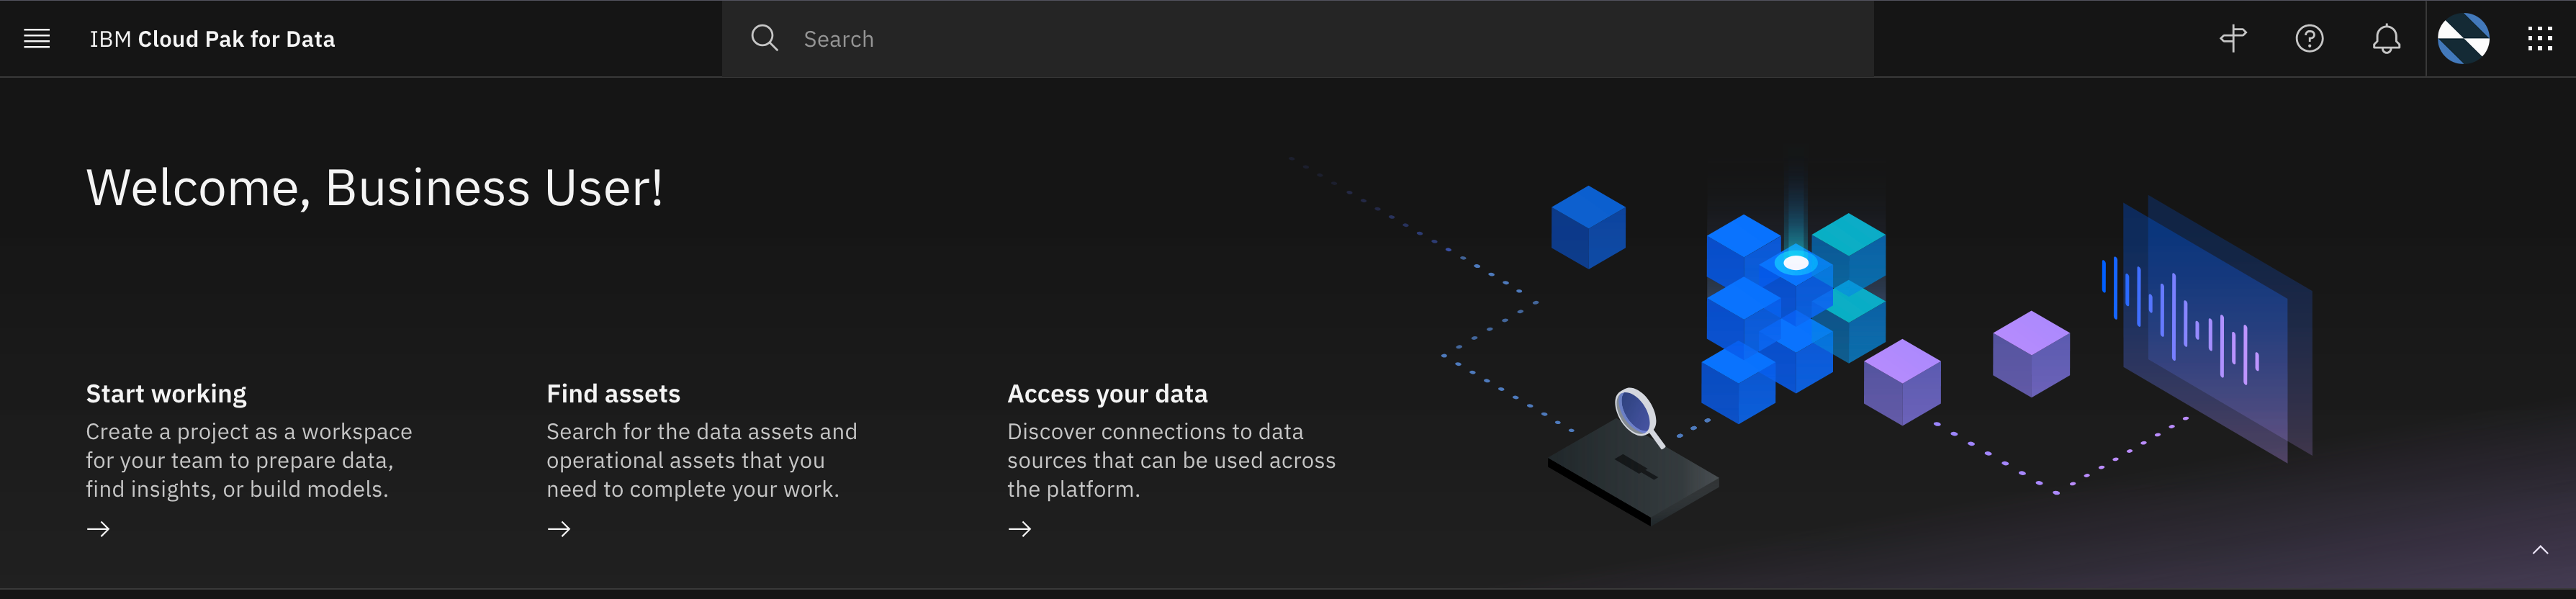 IBM Cloud Pak for Data
Search
Welcome, Business User!
Start working
Create a project as a workspace
for your team to prepare data,
find insights, or build models.
Find assets
Search for the data assets and
operational assets that you
need to complete your work.
Access your data
Discover connections to data
sources that can be used across
the platform.